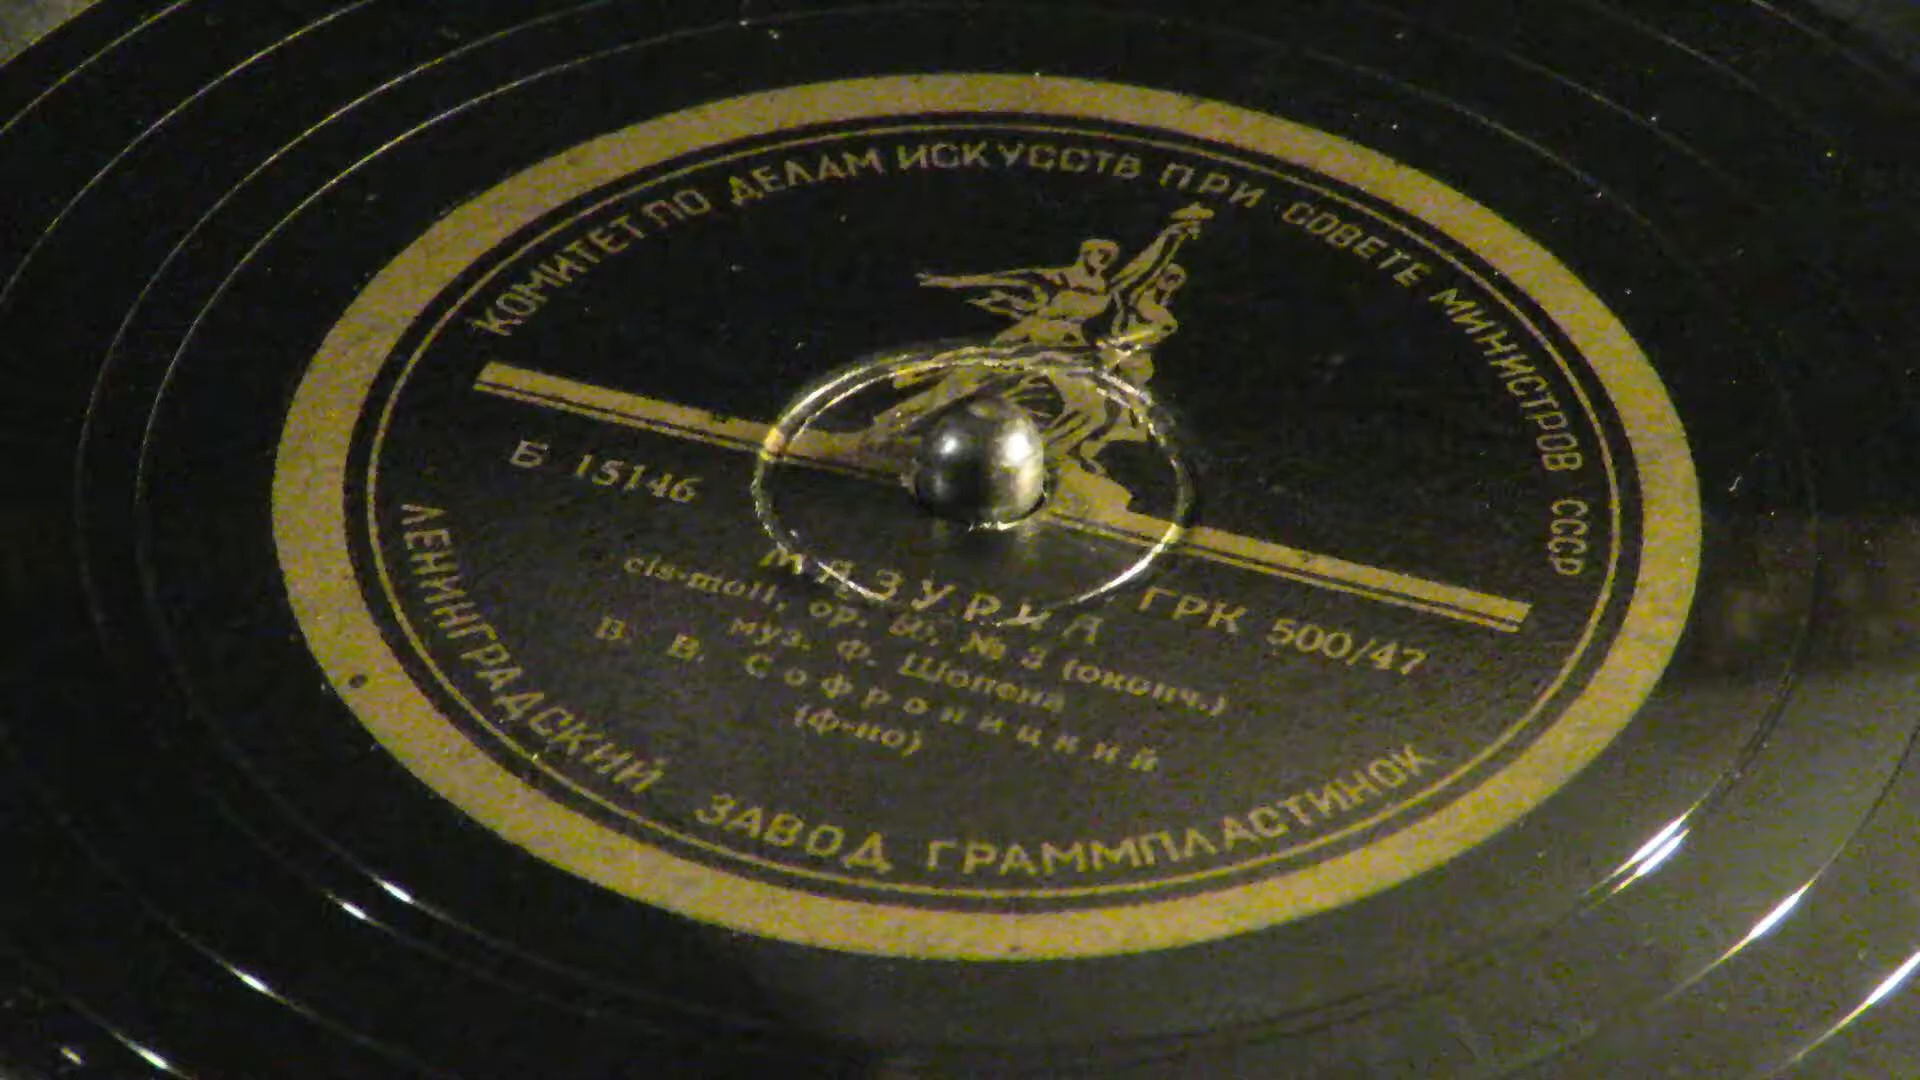 КОМИТЕТ ПО ДЕЛАМ ИСКУССТВ ПРИ СОВЕТЕ МИНИСТРОВ СССР
Б 15146
ГРК 500/47
МАЗУРКА
cis-moll, op. № 3 (оконч.)
муз. Ф. Шопена
В. В. Софроницкий
(ф-но)
ЛЕНИНГРАДСКИЙ ЗАВОД ГРАММПЛАСТИНОК